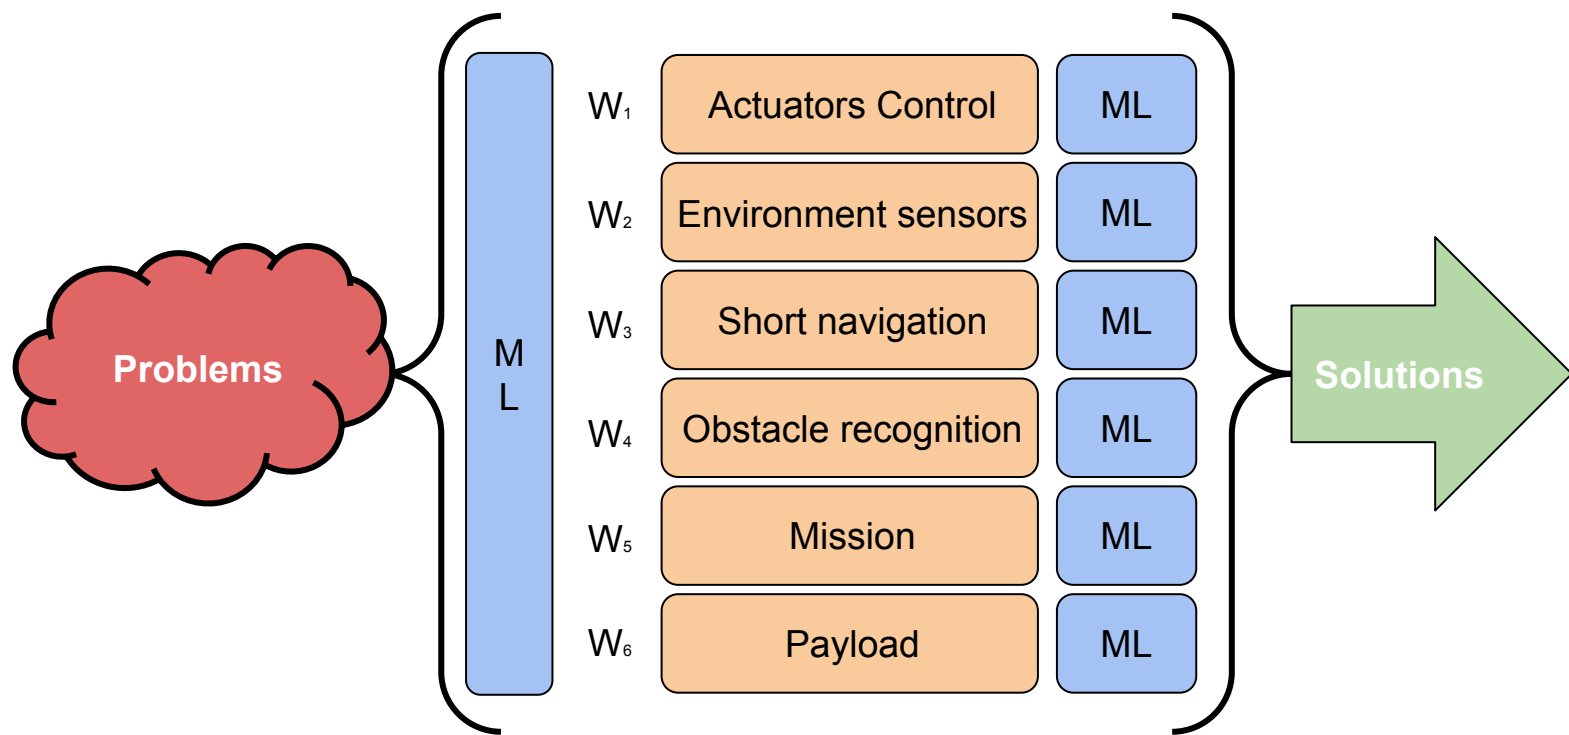 Problems
M
L
W₁ Actuators Control ML
W₂ Environment sensors ML
W₃ Short navigation ML
W₄ Obstacle recognition ML
W₅ Mission ML
W₆ Payload ML
Solutions